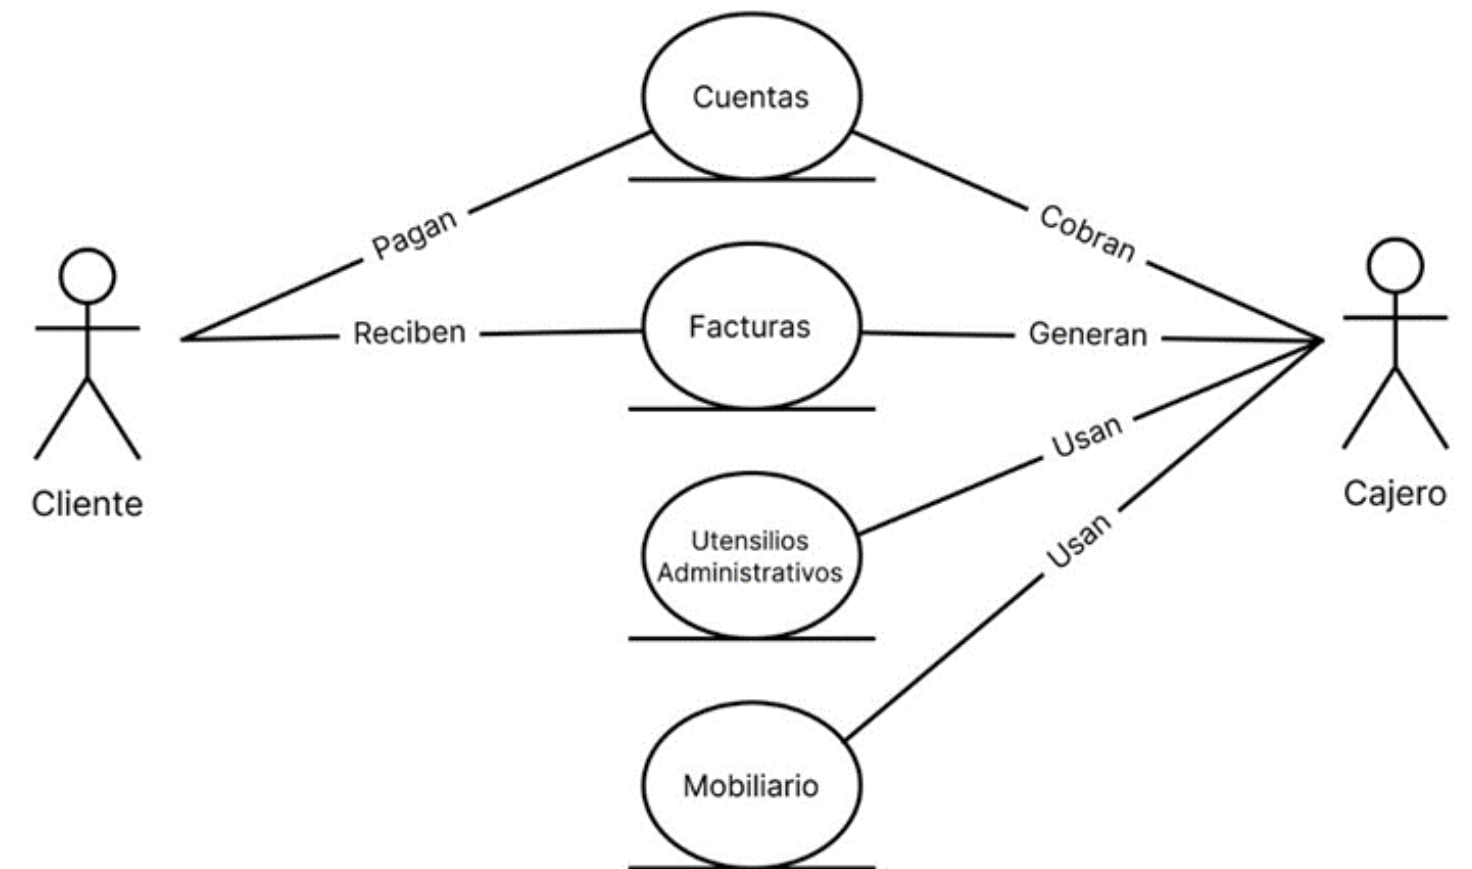 Cuentas
Pagan
Cobran
Reciben
Facturas
Generan
Usan
Cliente
Cajero
Utensilios
Administrativos
Usan
Mobiliario